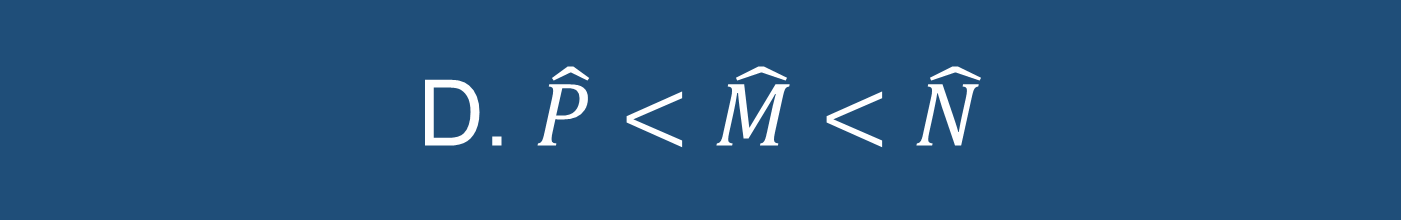 D. P̂ < M̂ < N̂